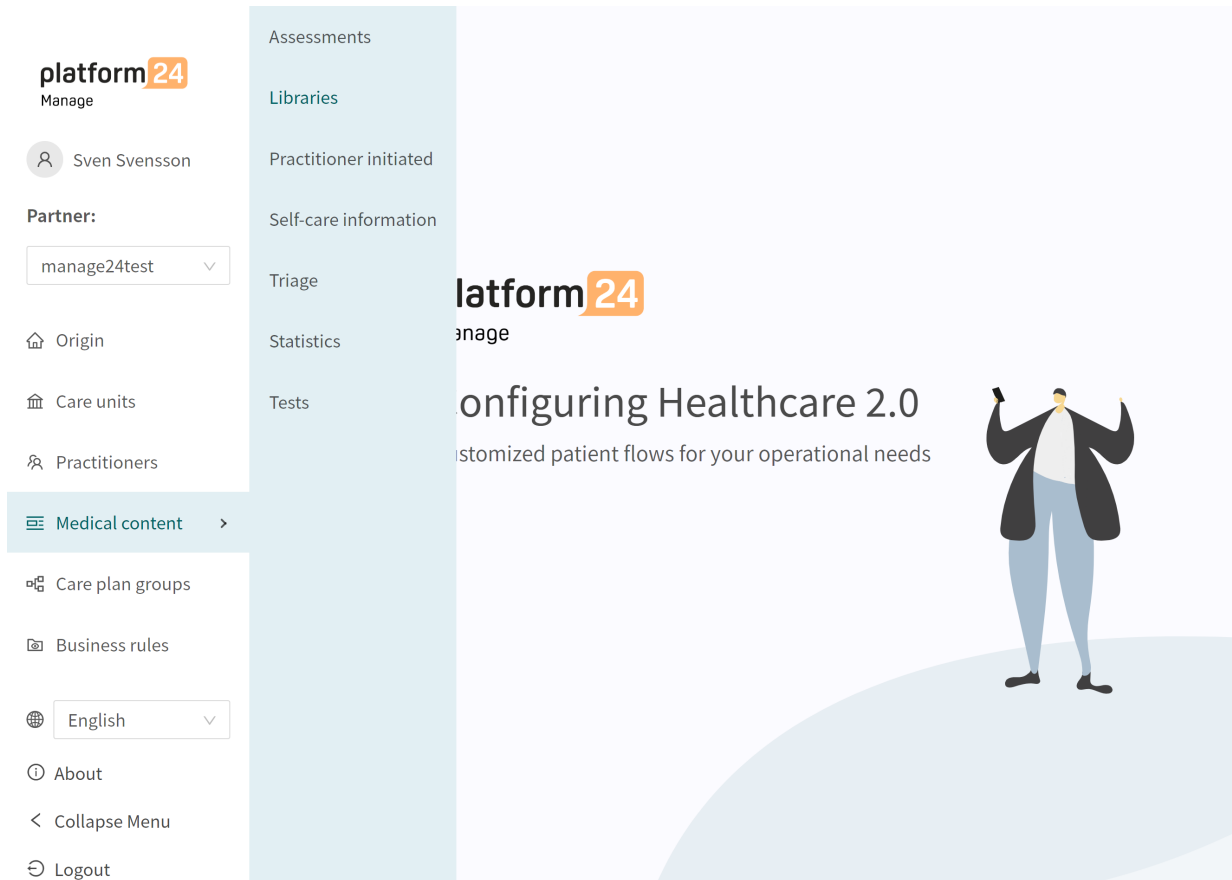 platform24
Manage
Sven Svensson
Partner:
manage24test
Origin
Care units
Practitioners
Medical content
Care plan groups
Business rules
English
About
Collapse Menu
Logout
Assessments
Libraries
Practitioner initiated
Self-care information
Triage
Statistics
Tests
latform24
anage
onfiguring Healthcare 2.0
stomized patient flows for your operational needs